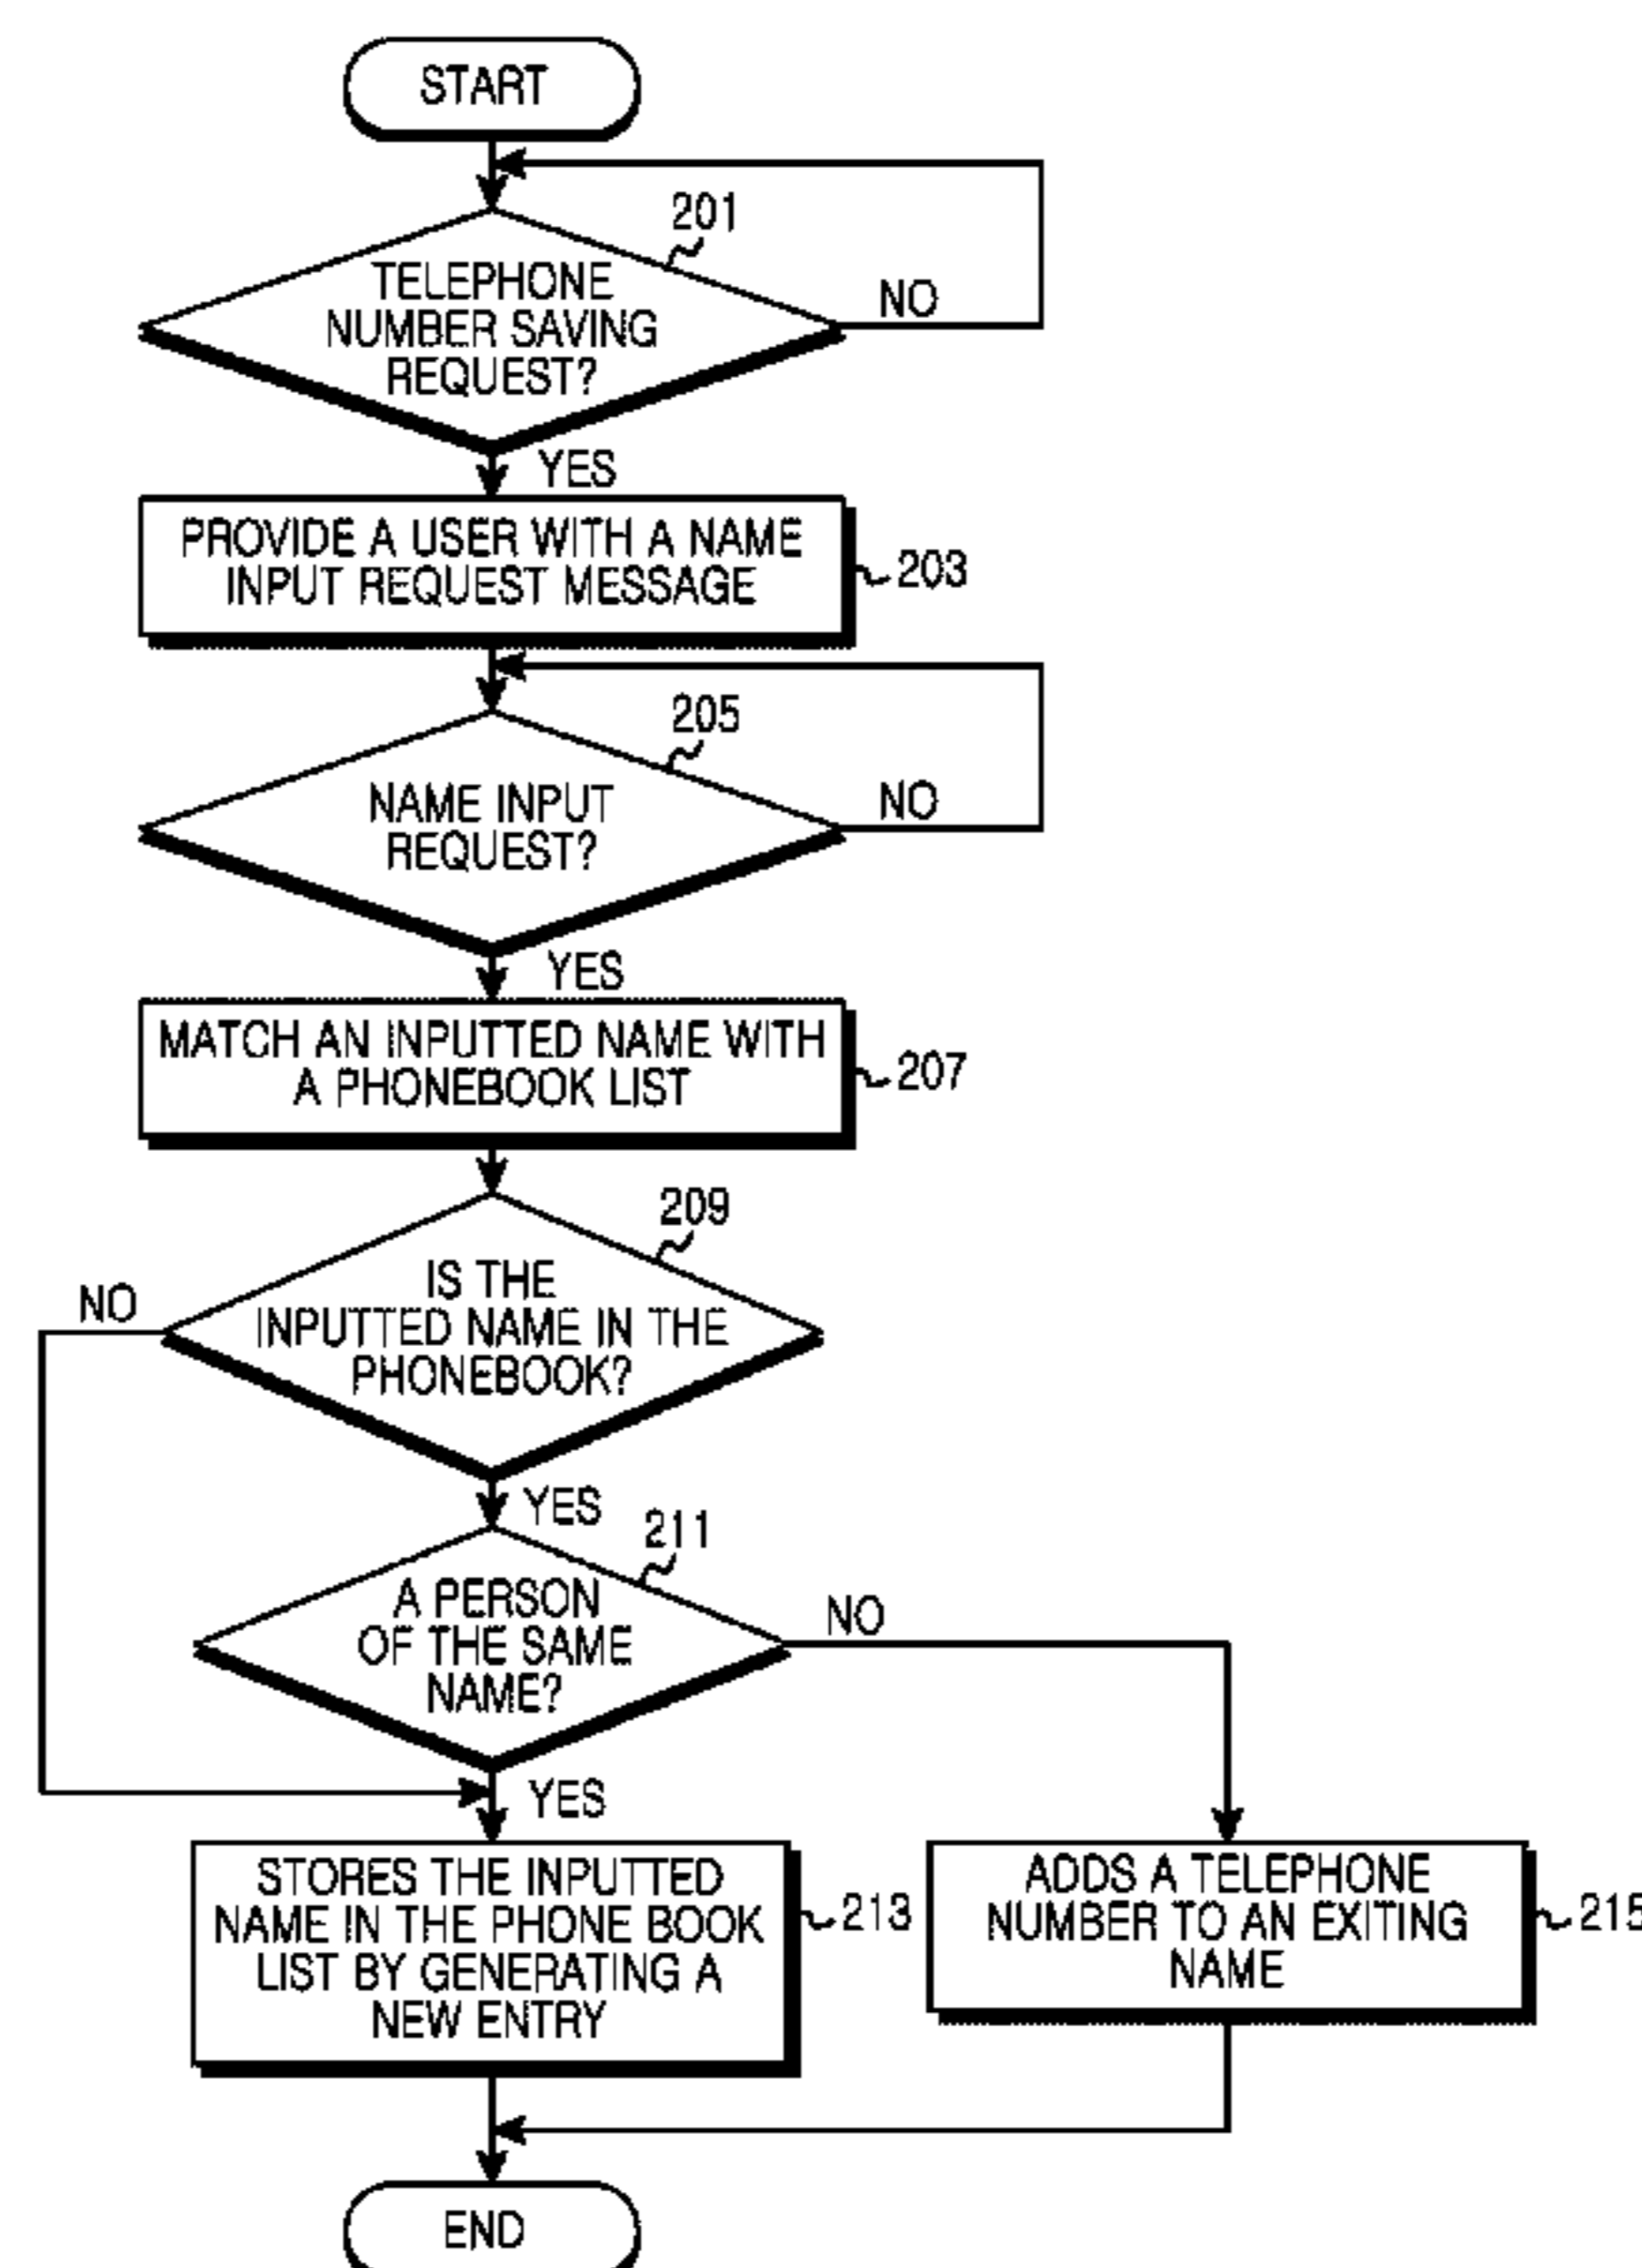 START
201
TELEPHONE
NUMBER SAVING
REQUEST?
NO
YES
PROVIDE A USER WITH A NAME
INPUT REQUEST MESSAGE
203
205
NAME INPUT
REQUEST?
NO
YES
MATCH AN INPUTTED NAME WITH
A PHONEBOOK LIST
207
209
IS THE
INPUTTED NAME IN THE
PHONEBOOK?
NO
YES
211
A PERSON
OF THE SAME
NAME?
NO
YES
STORES THE INPUTTED
NAME IN THE PHONE BOOK
LIST BY GENERATING A
NEW ENTRY
213
ADDS A TELEPHONE
NUMBER TO AN EXITING
NAME
215
END